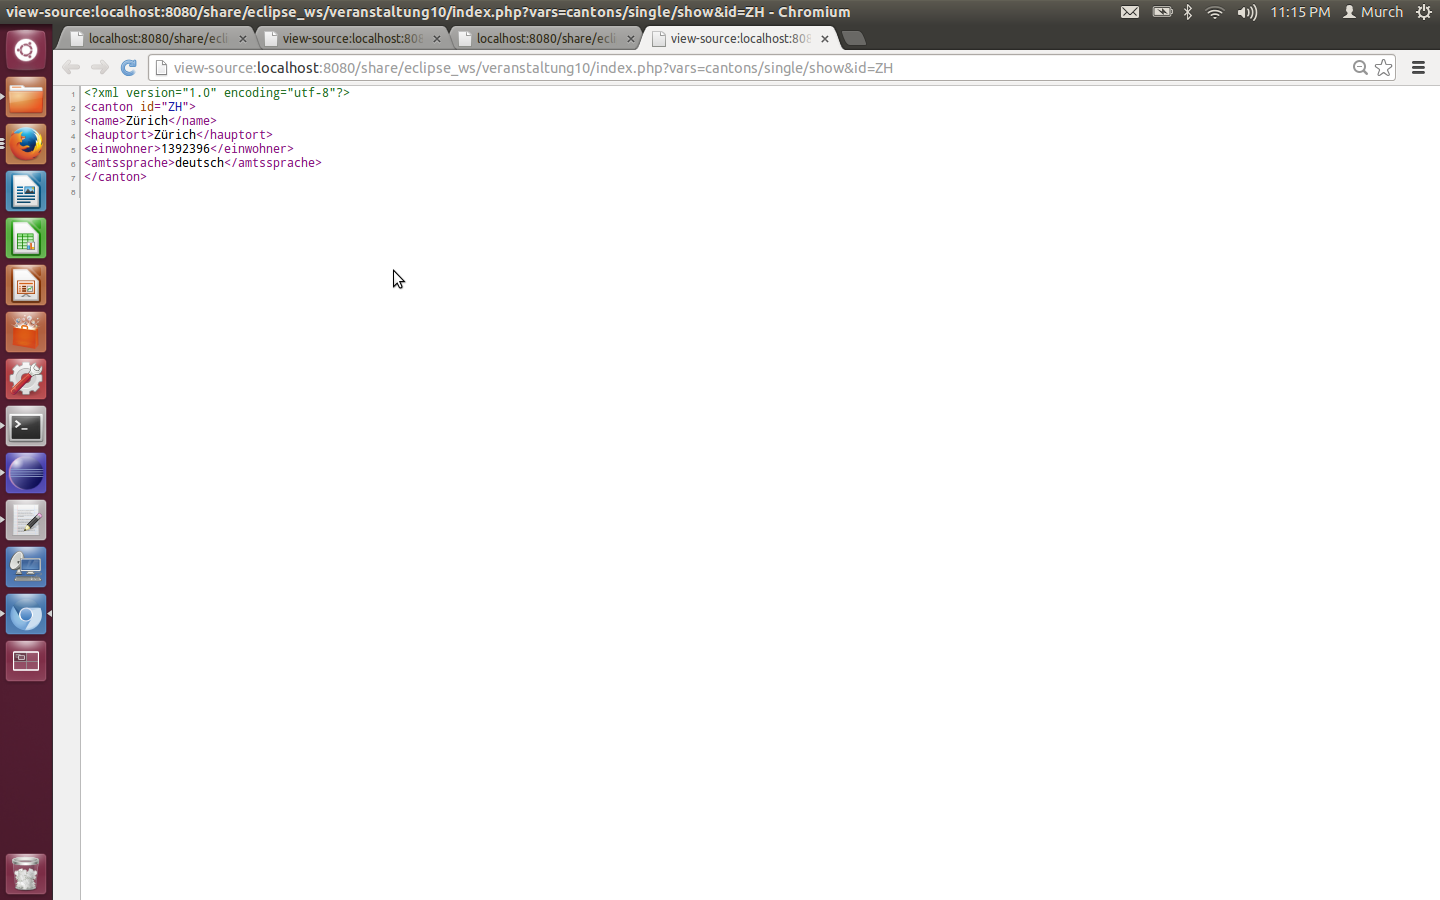 view-source:localhost:8080/share/eclipse_ws/veranstaltung10/index.php?vars=cantons/single/show&id=ZH - Chromium
11:15 PM Murch
localhost:8080/share/ecli
view-source:localhost:808
localhost:8080/share/ecli
view-source:localhost:808
view-source:localhost:8080/share/eclipse_ws/veranstaltung10/index.php?vars=cantons/single/show&id=ZH
1 <?xml version="1.0" encoding="utf-8"?>
2 <canton id="ZH">
3 <name>Zürich</name>
4 <hauptort>Zürich</hauptort>
5 <einwohner>1392396</einwohner>
6 <amtssprache>deutsch</amtssprache>
7 </canton>
8